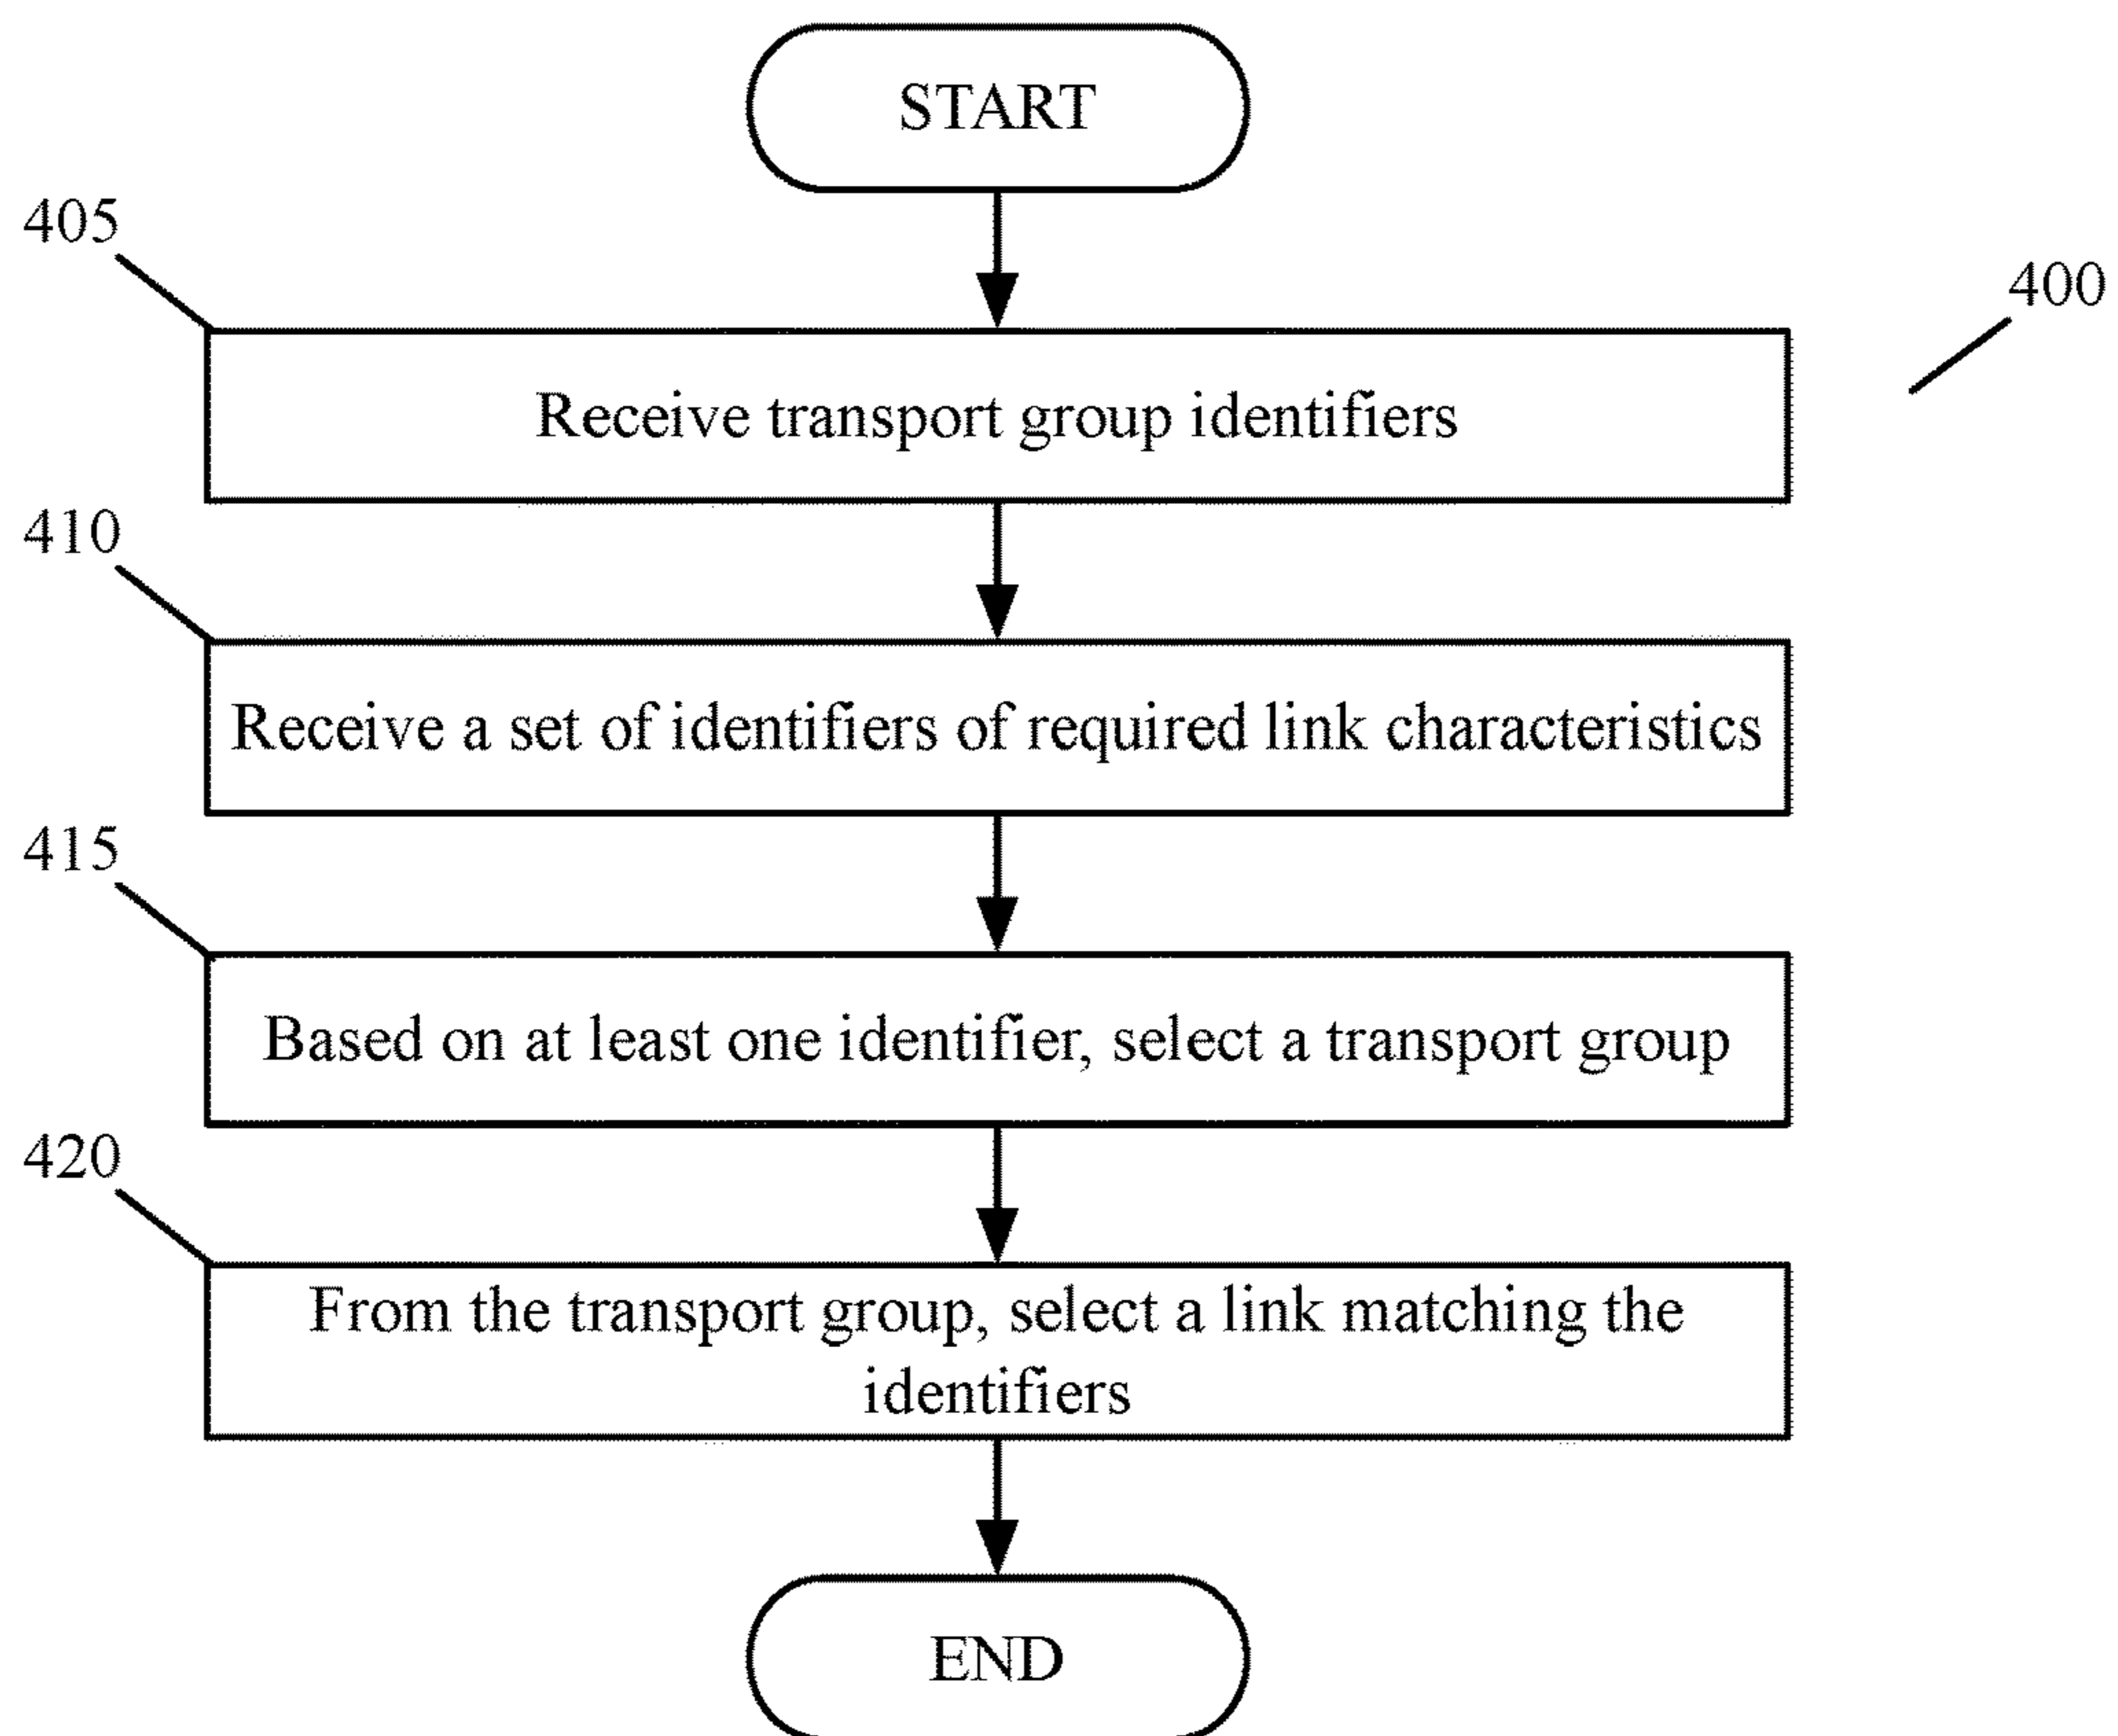 START
405
400
Receive transport group identifiers
410
Receive a set of identifiers of required link characteristics
415
Based on at least one identifier, select a transport group
420
From the transport group, select a link matching the
identifiers
END